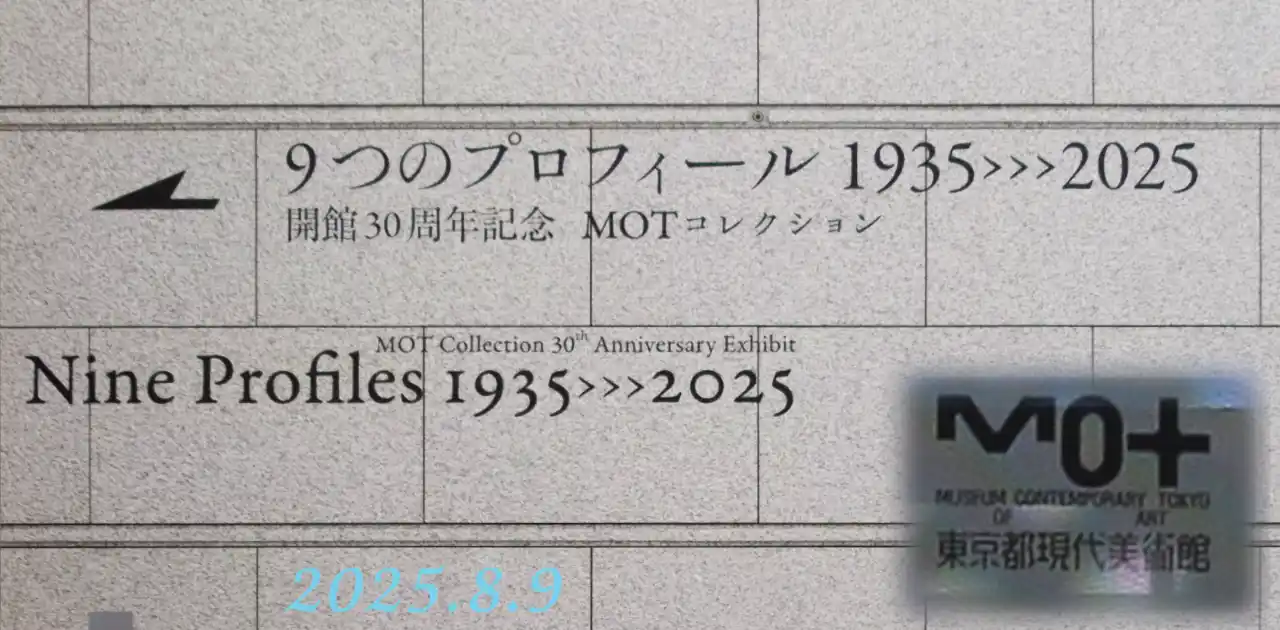 9つのプロフィール 1935>>>2025
開館30周年記念 MOTコレクション
MOT Collection 30th Anniversary Exhibit
Nine Profiles 1935>>>2025
MOT
MUSEUM CONTEMPORARY TOKYO
OF ART
東京都現代美術館
2025.8.9